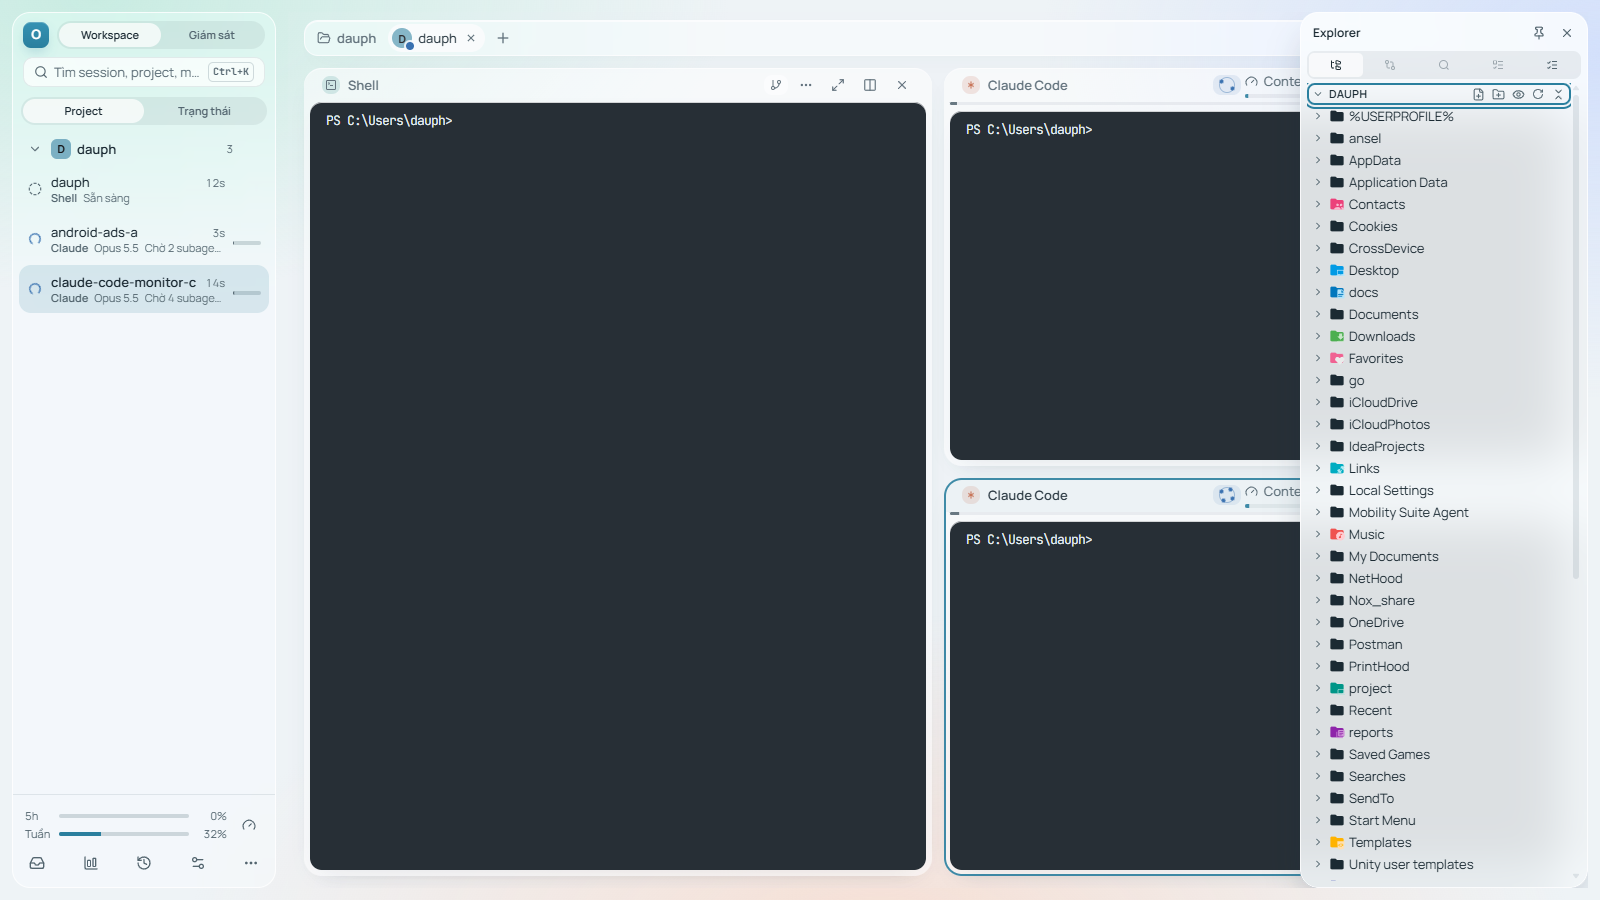 O
Workspace
Giám sát
Tìm session, project, m...
Ctrl+K
Project
Trạng thái
D dauph 3
dauph 12s
Shell Sẵn sàng
android-ads-a 3s
Claude Opus 5.5 Chờ 2 subage...
claude-code-monitor-c 14s
Claude Opus 5.5 Chờ 4 subage...
5h 0%
Tuần 32%
dauph
D dauph
Shell
PS C:\Users\dauph>
Claude Code
Conte
PS C:\Users\dauph>
Claude Code
Conte
PS C:\Users\dauph>
Explorer
DAUPH
%USERPROFILE%
ansel
AppData
Application Data
Contacts
Cookies
CrossDevice
Desktop
docs
Documents
Downloads
Favorites
go
iCloudDrive
iCloudPhotos
IdeaProjects
Links
Local Settings
Mobility Suite Agent
Music
My Documents
NetHood
Nox_share
OneDrive
Postman
PrintHood
project
Recent
reports
Saved Games
Searches
SendTo
Start Menu
Templates
Unity user templates